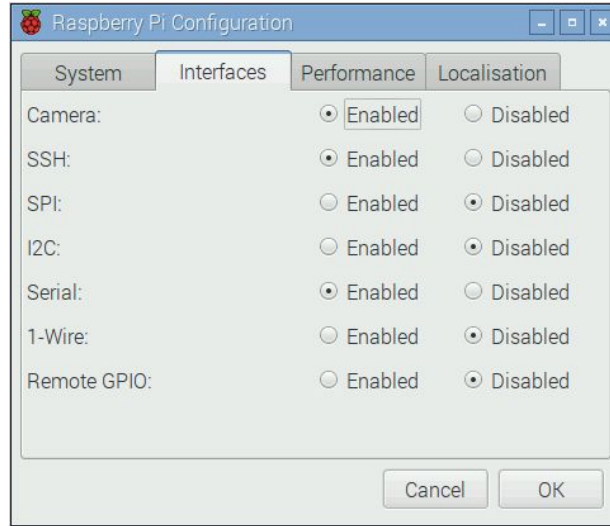 Raspberry Pi Configuration
System Interfaces Performance Localisation
Camera: Enabled Disabled
SSH: Enabled Disabled
SPI: Enabled Disabled
I2C: Enabled Disabled
Serial: Enabled Disabled
1-Wire: Enabled Disabled
Remote GPIO: Enabled Disabled
Cancel OK